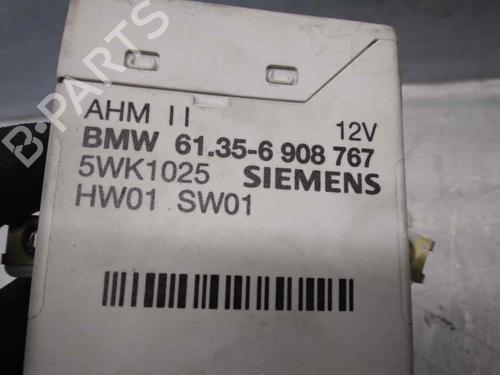 B-PARTS
AHM II 12V
BMW 61.35-6 908 767
5WK1025 SIEMENS
HW01 SW01